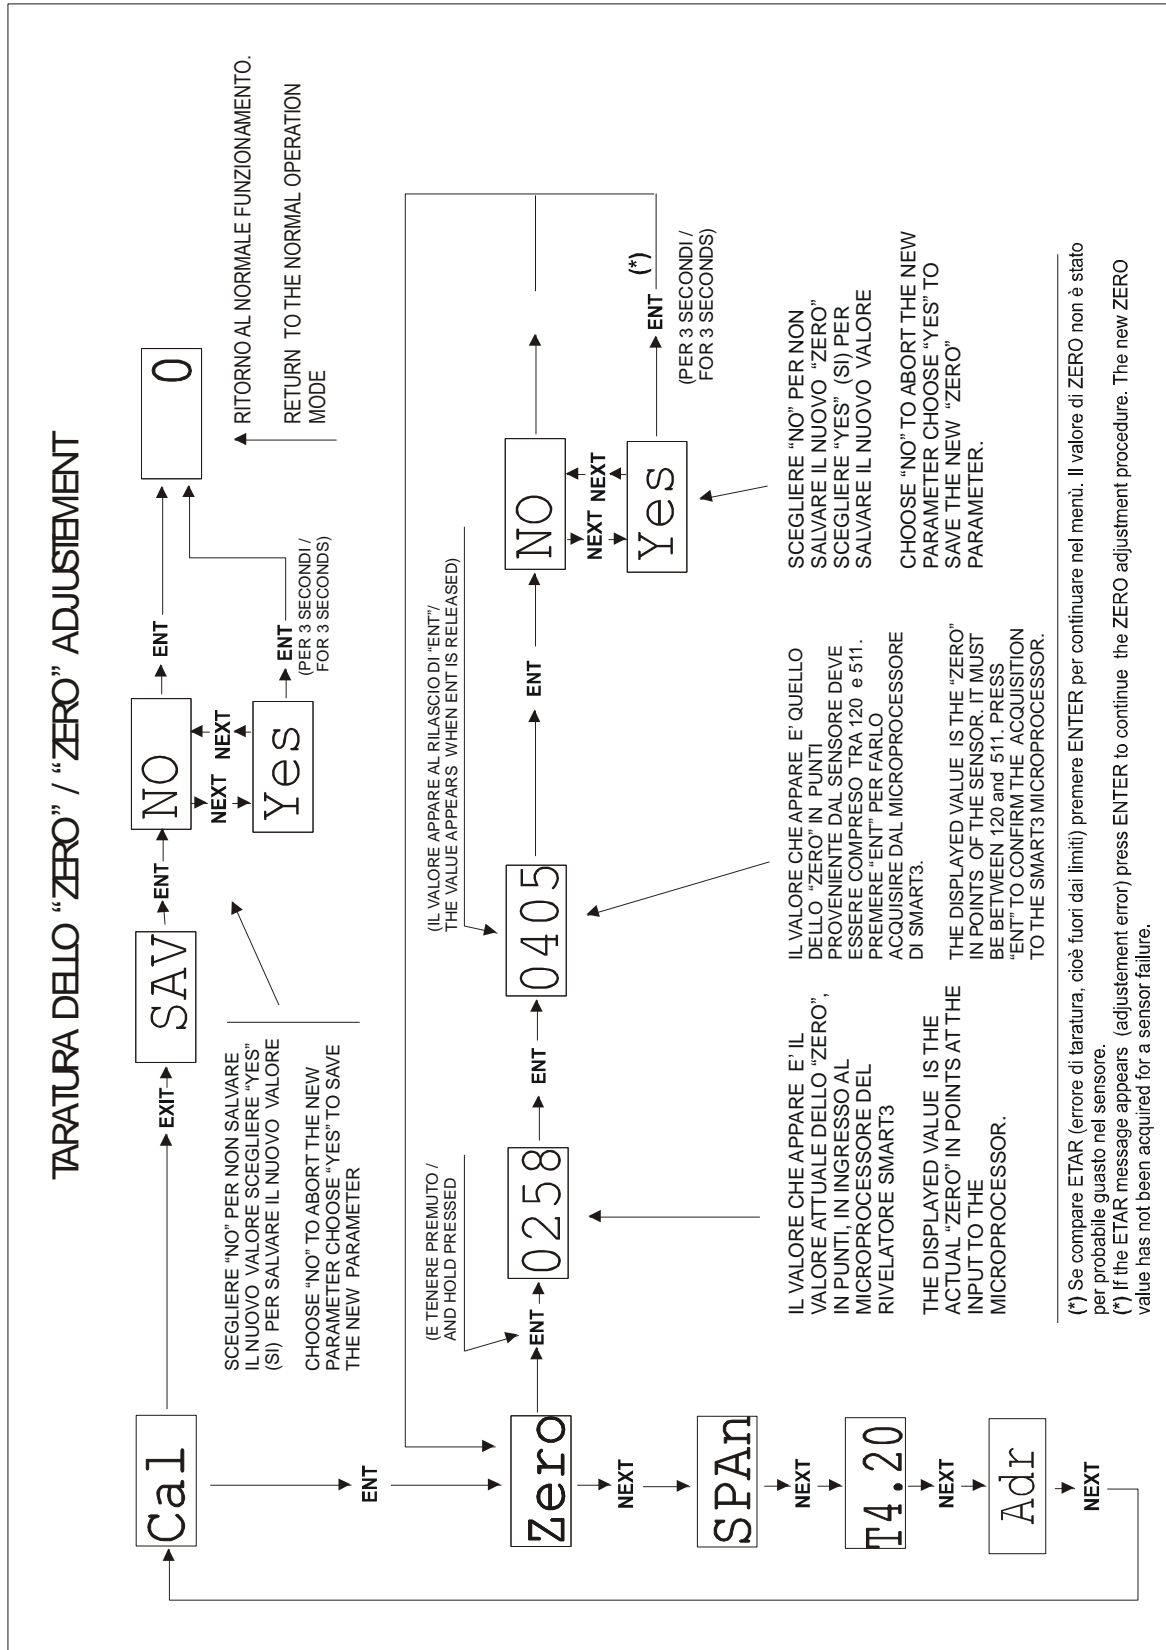 TARATURA DELLO “ZERO” / “ZERO” ADJUSTEMENT
Cal
EXIT
SAV
ENT
NO
NEXT NEXT
Yes
ENT
ENT
(PER 3 SECONDI /
FOR 3 SECONDS)
0
RITORNO AL NORMALE FUNZIONAMENTO.
RETURN TO THE NORMAL OPERATION
MODE
SCEGLIERE “NO” PER NON SALVARE
IL NUOVO VALORE SCEGLIERE “YES”
(SI) PER SALVARE IL NUOVO VALORE
CHOOSE “NO” TO ABORT THE NEW
PARAMETER CHOOSE “YES” TO SAVE
THE NEW PARAMETER
ENT
(E TENERE PREMUTO /
AND HOLD PRESSED
(IL VALORE APPARE AL RILASCIO DI “ENT”/
THE VALUE APPEARS WHEN ENT IS RELEASED)
Zero
ENT
0258
ENT
0405
ENT
NO
NEXT NEXT
Yes
ENT
(*)
(PER 3 SECONDI /
FOR 3 SECONDS)
NEXT
SPAn
NEXT
T4.20
NEXT
Adr
NEXT
IL VALORE CHE APPARE E' IL
VALORE ATTUALE DELLO “ZERO”,
IN PUNTI, IN INGRESSO AL
MICROPROCESSORE DEL
RIVELATORE SMART3
THE DISPLAYED VALUE IS THE
ACTUAL “ZERO” IN POINTS AT THE
INPUT TO THE
MICROPROCESSOR.
IL VALORE CHE APPARE E' QUELLO
DELLO “ZERO” IN PUNTI
PROVENIENTE DAL SENSORE DEVE
ESSERE COMPRESO TRA 120 e 511.
PREMERE “ENT” PER FARLO
ACQUISIRE DAL MICROPROCESSORE
DI SMART3.
THE DISPLAYED VALUE IS THE “ZERO”
IN POINTS OF THE SENSOR. IT MUST
BE BETWEEN 120 and 511. PRESS
“ENT” TO CONFIRM THE ACQUISITION
TO THE SMART3 MICROPROCESSOR.
SCEGLIERE “NO” PER NON
SALVARE IL NUOVO “ZERO”
SCEGLIERE “YES” (SI) PER
SALVARE IL NUOVO VALORE
CHOOSE “NO” TO ABORT THE NEW
PARAMETER CHOOSE “YES” TO
SAVE THE NEW “ZERO”
PARAMETER.
(*) Se compare ETAR (errore di taratura, cioè fuori dai limiti) premere ENTER per continuare nel menù. Il valore di ZERO non è stato
per probabile guasto nel sensore.
(*) If the ETAR message appears (adjustement error) press ENTER to continue the ZERO adjustment procedure. The new ZERO
value has not been acquired for a sensor failure.